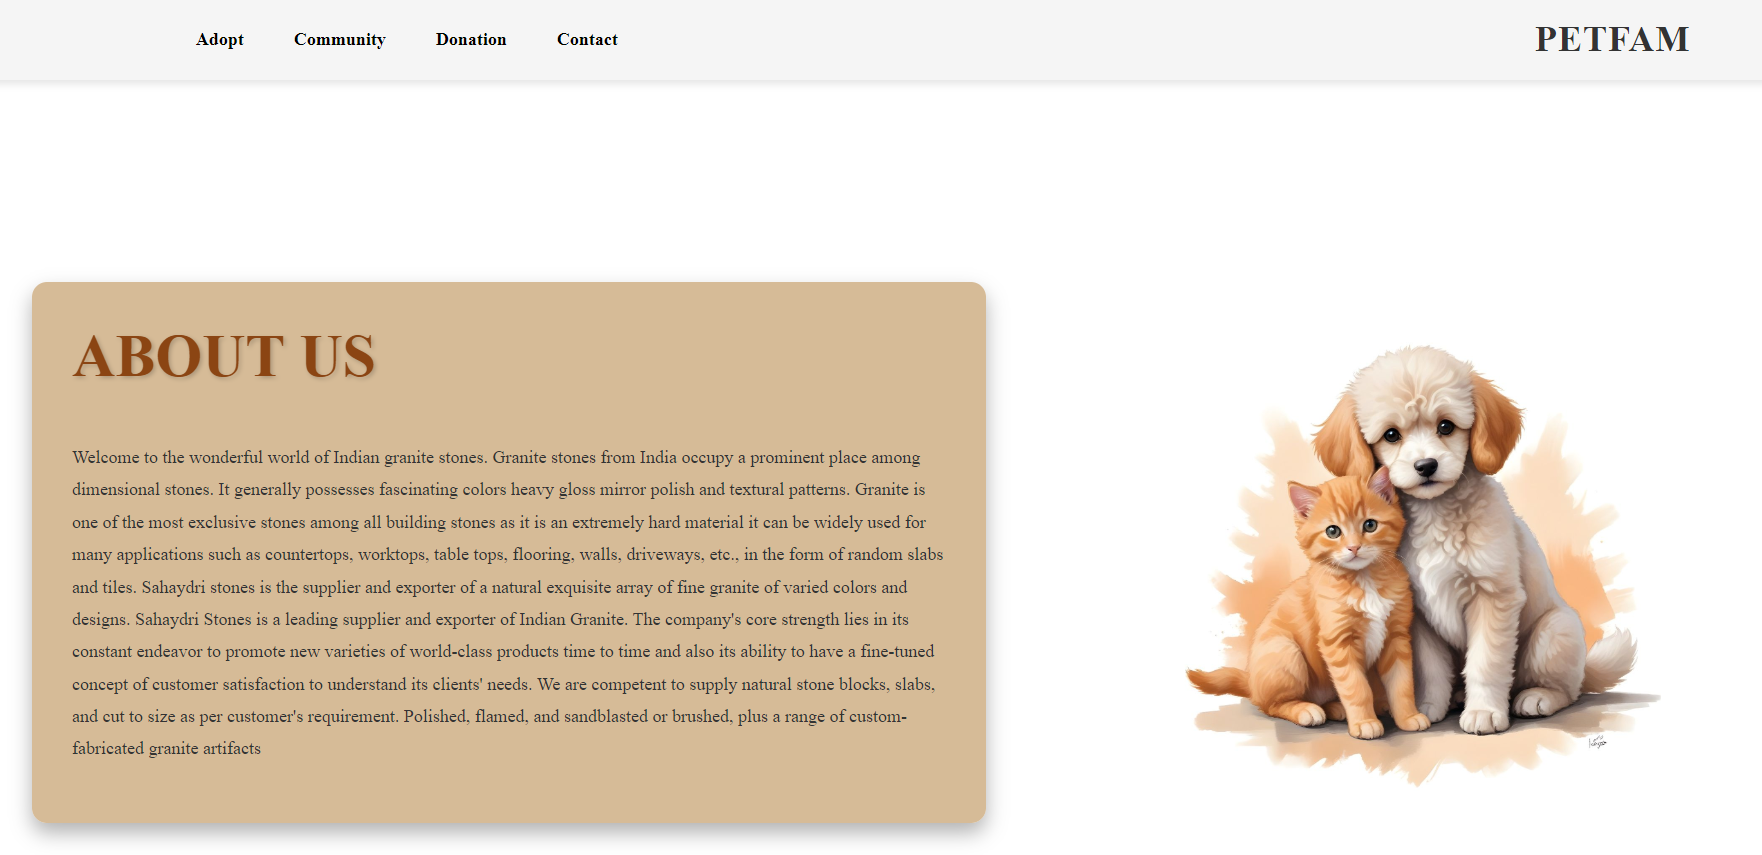 Adopt Community Donation Contact PETFAM
ABOUT US
Welcome to the wonderful world of Indian granite stones. Granite stones from India occupy a prominent place among
dimensional stones. It generally possesses fascinating colors heavy gloss mirror polish and textural patterns. Granite is
one of the most exclusive stones among all building stones as it is an extremely hard material it can be widely used for
many applications such as countertops, worktops, table tops, flooring, walls, driveways, etc., in the form of random slabs
and tiles. Sahaydri stones is the supplier and exporter of a natural exquisite array of fine granite of varied colors and
designs. Sahaydri Stones is a leading supplier and exporter of Indian Granite. The company's core strength lies in its
constant endeavor to promote new varieties of world-class products time to time and also its ability to have a fine-tuned
concept of customer satisfaction to understand its clients' needs. We are competent to supply natural stone blocks, slabs,
and cut to size as per customer's requirement. Polished, flamed, and sandblasted or brushed, plus a range of custom-
fabricated granite artifacts